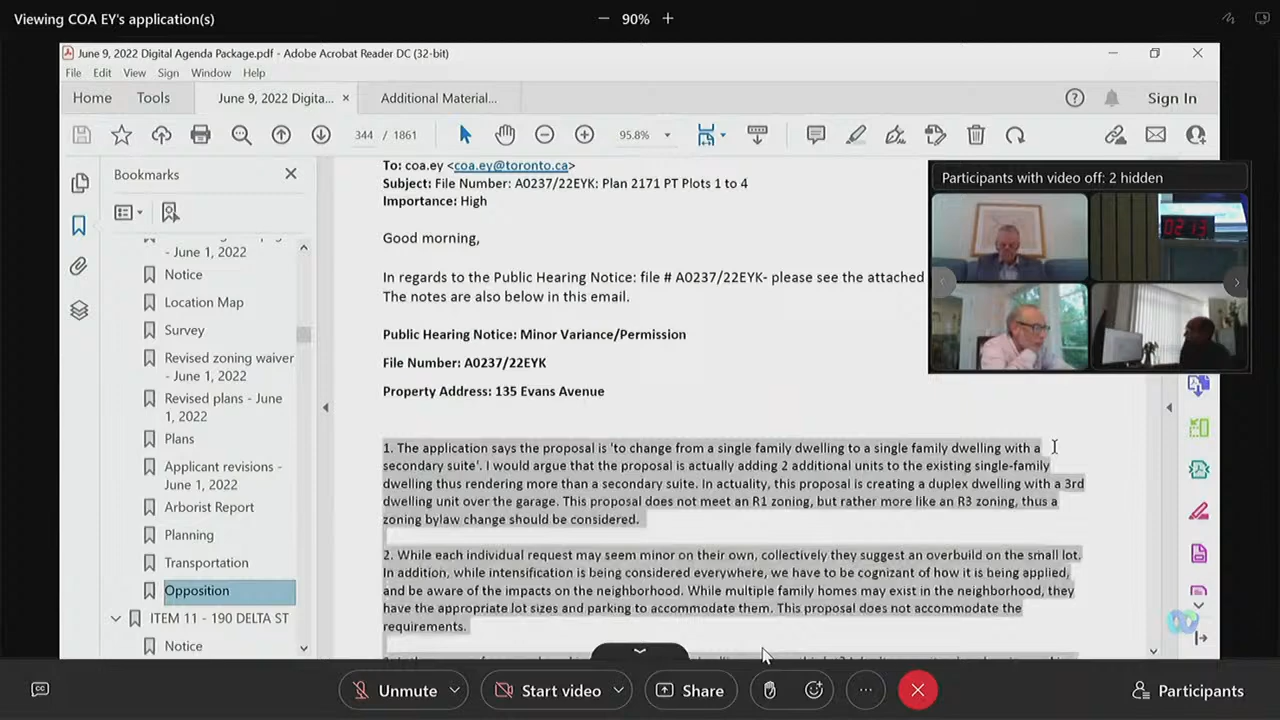 Viewing COA EY's application(s)
90%
June 9, 2022 Digital Agenda Package.pdf - Adobe Acrobat Reader DC (32-bit)
File Edit View Sign Window Help
Home Tools June 9, 2022 Digita... × Additional Material... Sign In
344 / 1861 95.8%
Bookmarks
- June 1, 2022
Notice
Location Map
Survey
Revised zoning waiver
- June 1, 2022
Revised plans - June
1, 2022
Plans
Applicant revisions -
June 1, 2022
Arborist Report
Planning
Transportation
Opposition
ITEM 11 - 190 DELTA ST
Notice
To: coa.ey <coa.ey@toronto.ca>
Subject: File Number: A0237/22EYK: Plan 2171 PT Plots 1 to 4
Importance: High
Good morning,
In regards to the Public Hearing Notice: file # A0237/22EYK- please see the attached
The notes are also below in this email.
Public Hearing Notice: Minor Variance/Permission
File Number: A0237/22EYK
Property Address: 135 Evans Avenue
1. The application says the proposal is 'to change from a single family dwelling to a single family dwelling with a
secondary suite'. I would argue that the proposal is actually adding 2 additional units to the existing single-family
dwelling thus rendering more than a secondary suite. In actuality, this proposal is creating a duplex dwelling with a 3rd
dwelling unit over the garage. This proposal does not meet an R1 zoning, but rather more like an R3 zoning, thus a
zoning bylaw change should be considered.
2. While each individual request may seem minor on their own, collectively they suggest an overbuild on the small lot.
In addition, while intensification is being considered everywhere, we have to be cognizant of how it is being applied,
and be aware of the impacts on the neighborhood. While multiple family homes may exist in the neighborhood, they
have the appropriate lot sizes and parking to accommodate them. This proposal does not accommodate the
requirements.
Participants with video off: 2 hidden
02:13
CC
Unmute Start video Share Participants